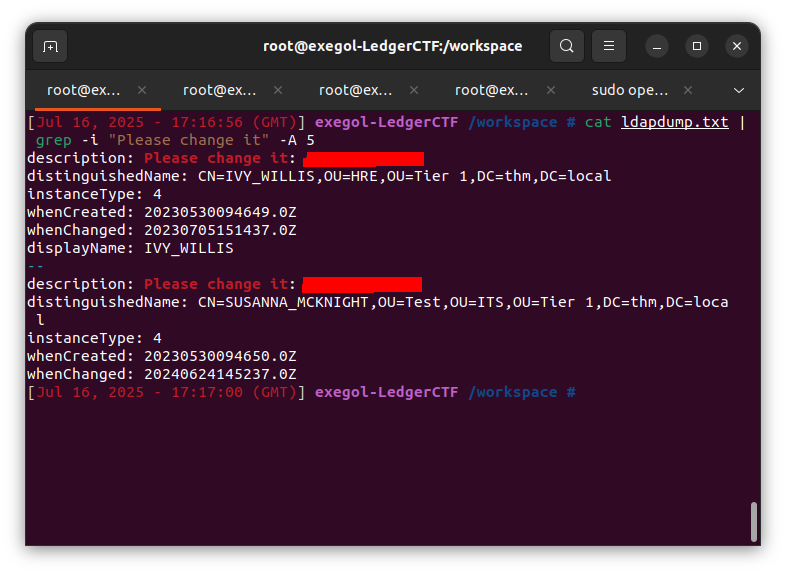 root@exegol-LedgerCTF:/workspace
root@ex... × root@ex... × root@ex... × root@ex... × sudo ope... ×
[Jul 16, 2025 - 17:16:56 (GMT)] exegol-LedgerCTF /workspace # cat ldapdump.txt |
grep -i "Please change it" -A 5
description: Please change it:
distinguishedName: CN=IVY_WILLIS,OU=HRE,OU=Tier 1,DC=thm,DC=local
instanceType: 4
whenCreated: 20230530094649.0Z
whenChanged: 20230705151437.0Z
displayName: IVY_WILLIS
--
description: Please change it:
distinguishedName: CN=SUSANNA_MCKNIGHT,OU=Test,OU=ITS,OU=Tier 1,DC=thm,DC=loca
l
instanceType: 4
whenCreated: 20230530094650.0Z
whenChanged: 20240624145237.0Z
[Jul 16, 2025 - 17:17:00 (GMT)] exegol-LedgerCTF /workspace #